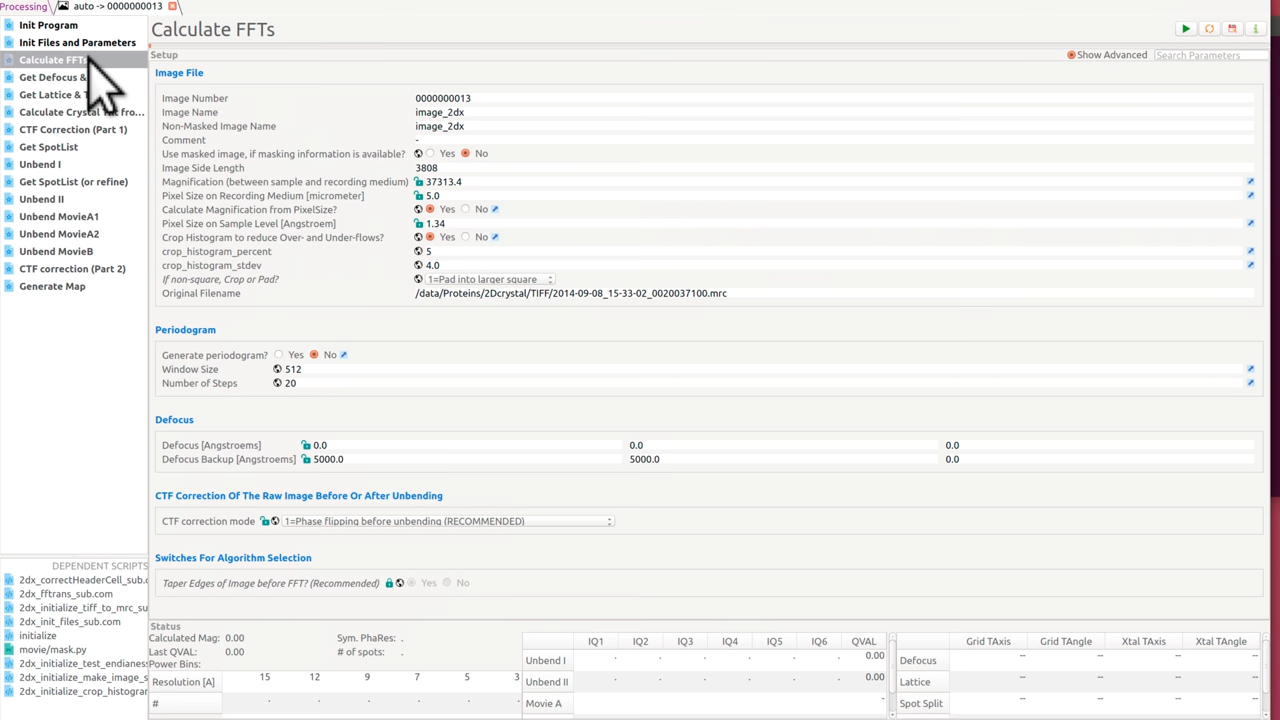 Processing auto -> 0000000013
Init Program
Init Files and Parameters
Calculate FFTs
Get Defocus &
Get Lattice &
Calculate Crystal fro...
CTF Correction (Part 1)
Get SpotList
Unbend I
Get SpotList (or refine)
Unbend II
Unbend MovieA1
Unbend MovieA2
Unbend MovieB
CTF correction (Part 2)
Generate Map
DEPENDENT SCRIPTS
2dx_correctHeaderCell_sub.c
2dx_fftrans_sub.com
2dx_initialize_tiff_to_mrc_su
2dx_init_files_sub.com
initialize
movie/mask.py
2dx_initialize_test_endianes
2dx_initialize_make_image_s
2dx_initialize_crop_histogra
Calculate FFTs
Setup Show Advanced Search Parameters
Image File
Image Number 0000000013
Image Name image_2dx
Non-Masked Image Name image_2dx
Comment -
Use masked image, if masking information is available? Yes No
Image Side Length 3808
Magnification (between sample and recording medium) 37313.4
Pixel Size on Recording Medium [micrometer] 5.0
Calculate Magnification from PixelSize? Yes No
Pixel Size on Sample Level [Angstroem] 1.34
Crop Histogram to reduce Over- and Under-flows? Yes No
crop_histogram_percent 5
crop_histogram_stdev 4.0
If non-square, Crop or Pad? 1=Pad into larger square
Original Filename /data/Proteins/2Dcrystal/TIFF/2014-09-08_15-33-02_0020037100.mrc
Periodogram
Generate periodogram? Yes No
Window Size 512
Number of Steps 20
Defocus
Defocus [Angstroems] 0.0 0.0 0.0
Defocus Backup [Angstroems] 5000.0 5000.0 0.0
CTF Correction Of The Raw Image Before Or After Unbending
CTF correction mode 1=Phase flipping before unbending (RECOMMENDED)
Switches For Algorithm Selection
Taper Edges of Image before FFT? (Recommended) Yes No
Status
Calculated Mag: 0.00 Sym. PhaRes: .
Last QVAL: 0.00 # of spots: .
Power Bins:
Resolution [A] 15 12 9 7 5 3
# . . . . . .
IQ1 IQ2 IQ3 IQ4 IQ5 IQ6 QVAL
Unbend I . . . . . . 0.00
Unbend II . . . . . . 0.00
Movie A -
Grid TAxis Grid TAngle Xtal TAxis Xtal TAngle
Defocus -- -- -- --
Lattice -- -- -- --
Spot Split -- -- -- --